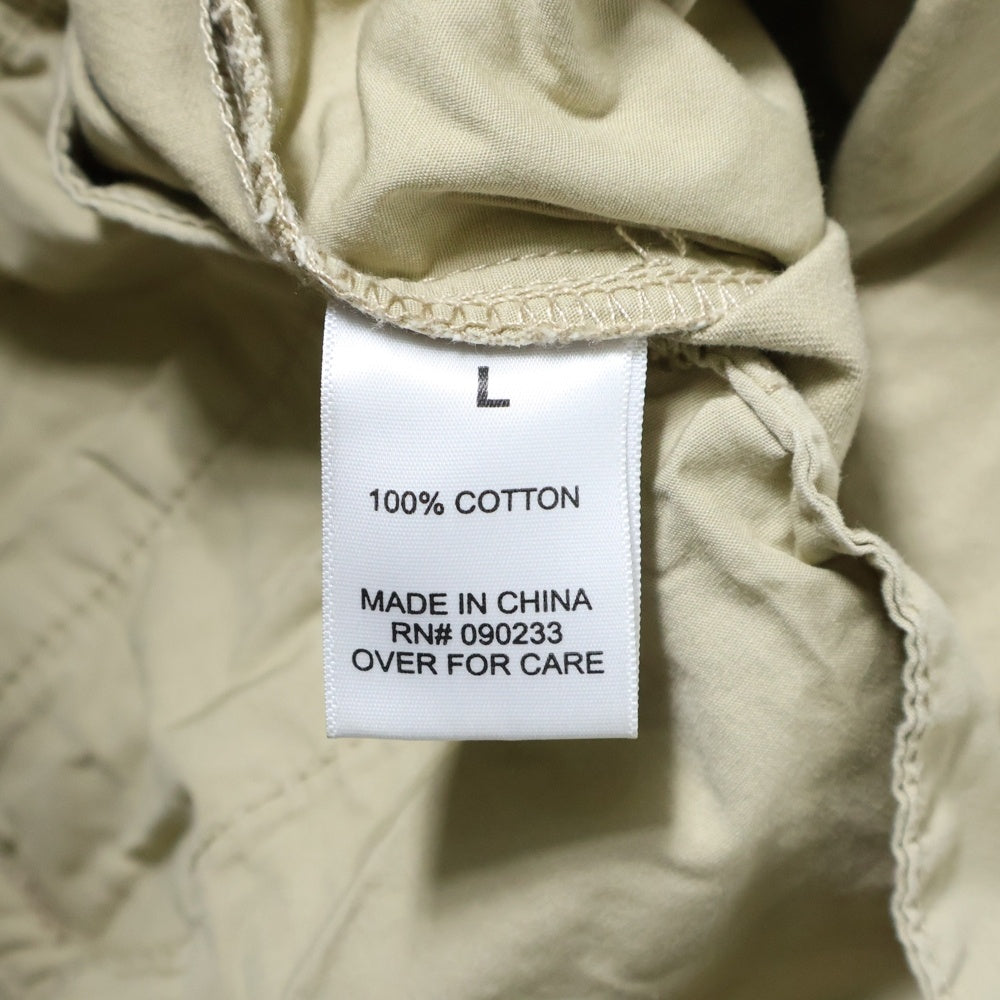 L
100% COTTON
MADE IN CHINA
RN# 090233
OVER FOR CARE